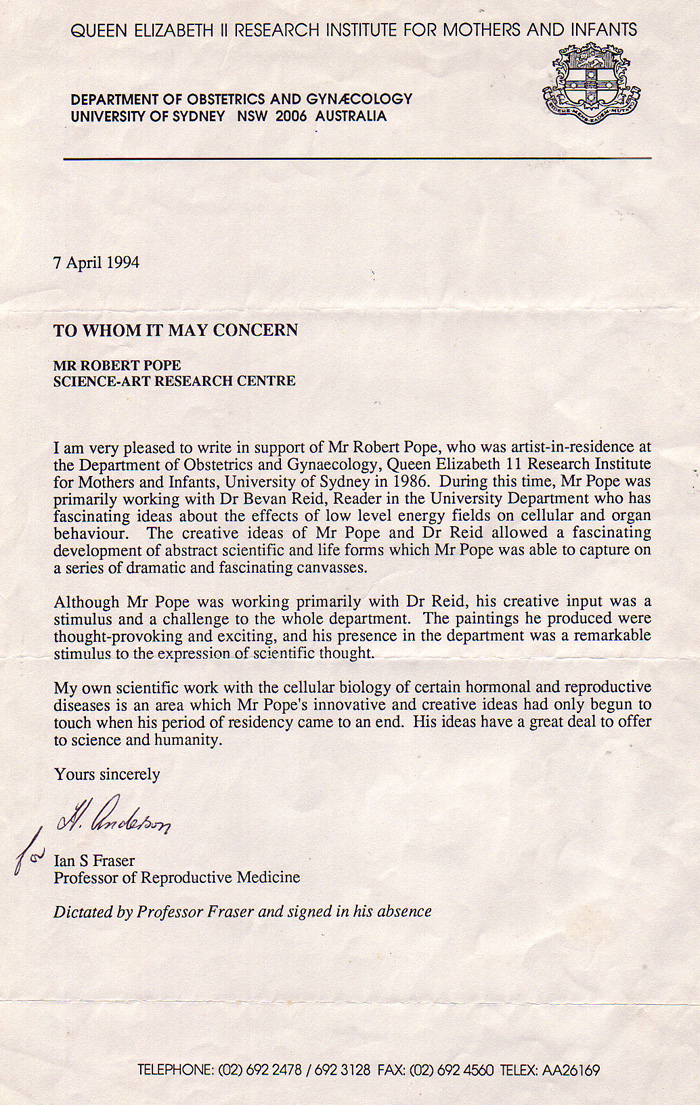 QUEEN ELIZABETH II RESEARCH INSTITUTE FOR MOTHERS AND INFANTS
DEPARTMENT OF OBSTETRICS AND GYNÆCOLOGY
UNIVERSITY OF SYDNEY NSW 2006 AUSTRALIA
7 April 1994
TO WHOM IT MAY CONCERN
MR ROBERT POPE
SCIENCE-ART RESEARCH CENTRE
I am very pleased to write in support of Mr Robert Pope, who was artist-in-residence at
the Department of Obstetrics and Gynaecology, Queen Elizabeth 11 Research Institute
for Mothers and Infants, University of Sydney in 1986. During this time, Mr Pope was
primarily working with Dr Bevan Reid, Reader in the University Department who has
fascinating ideas about the effects of low level energy fields on cellular and organ
behaviour. The creative ideas of Mr Pope and Dr Reid allowed a fascinating
development of abstract scientific and life forms which Mr Pope was able to capture on
a series of dramatic and fascinating canvasses.
Although Mr Pope was working primarily with Dr Reid, his creative input was a
stimulus and a challenge to the whole department. The paintings he produced were
thought-provoking and exciting, and his presence in the department was a remarkable
stimulus to the expression of scientific thought.
My own scientific work with the cellular biology of certain hormonal and reproductive
diseases is an area which Mr Pope's innovative and creative ideas had only begun to
touch when his period of residency came to an end. His ideas have a great deal to offer
to science and humanity.
Yours sincerely
H. Anderson
for
Ian S Fraser
Professor of Reproductive Medicine
Dictated by Professor Fraser and signed in his absence
TELEPHONE: (02) 692 2478 / 692 3128 FAX: (02) 692 4560 TELEX: AA26169